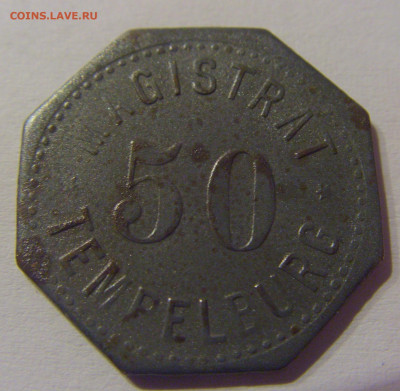 COINS.LAVE.RU
MAGISTRAT
50
TEMPELBURG